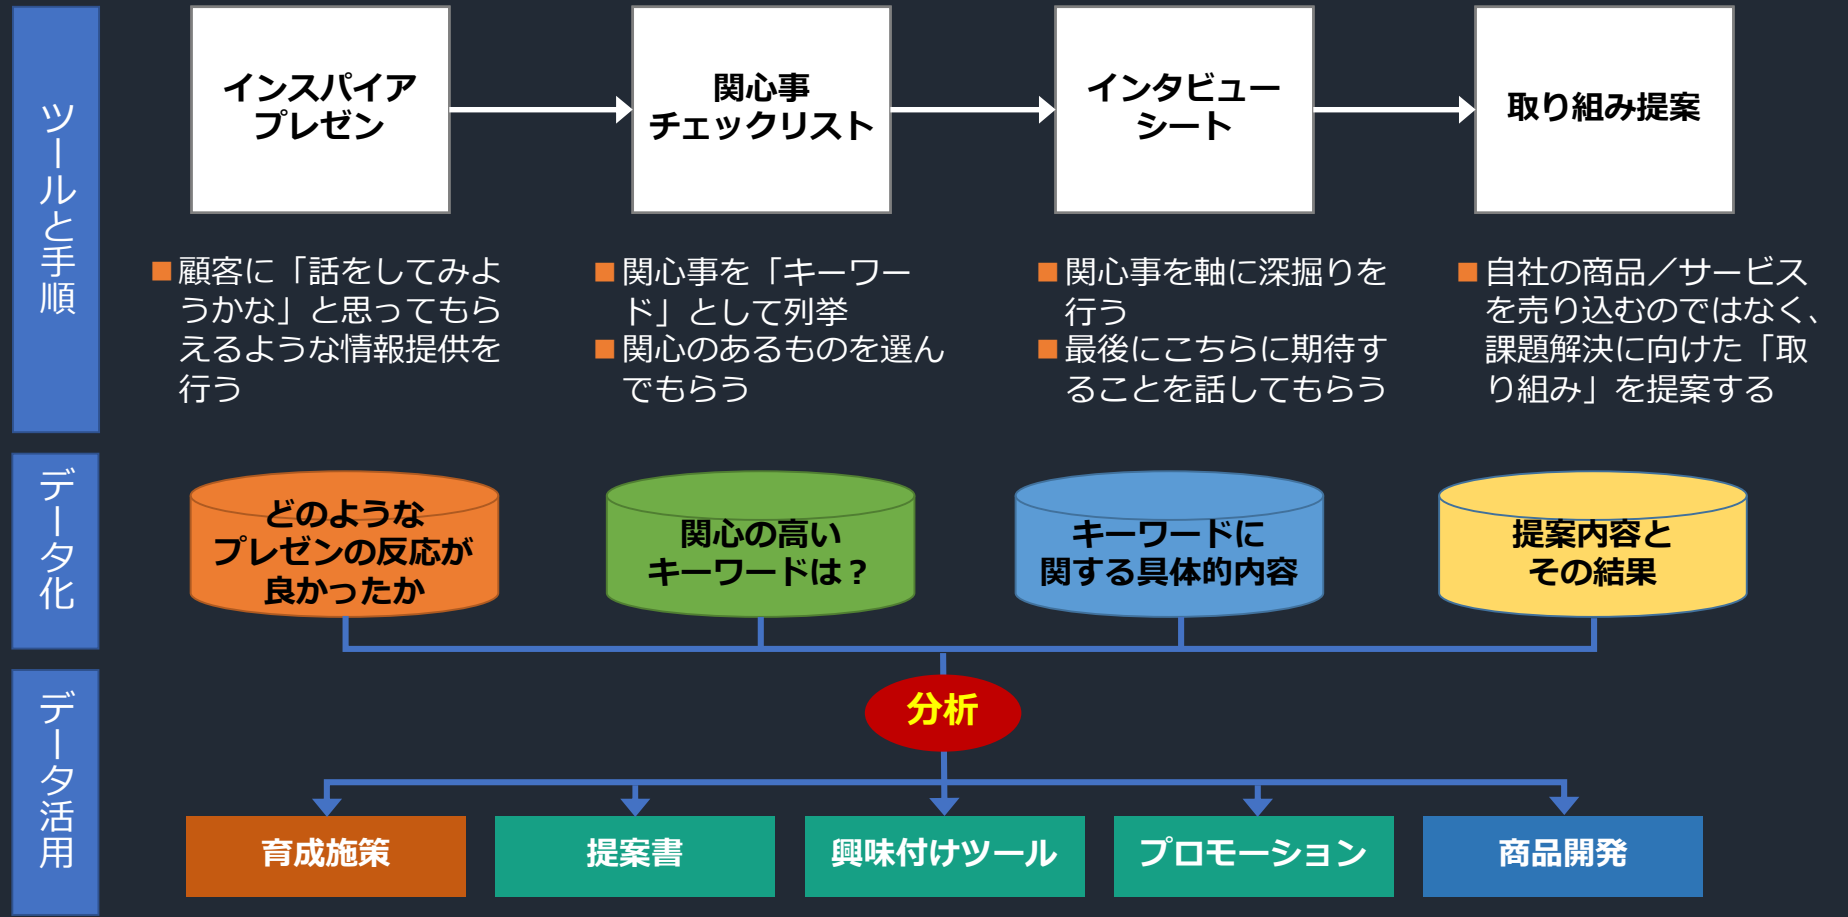 ツールと手順
インスパイア
プレゼン
関心事
チェックリスト
インタビュー
シート
取り組み提案
■顧客に「話をしてみよ
うかな」と思ってもら
えるような情報提供を
行う
■関心事を「キーワー
ド」として列挙
■関心のあるものを選ん
でもらう
■関心事を軸に深掘りを
行う
■最後にこちらに期待す
ることを話してもらう
■自社の商品／サービス
を売り込むのではなく、
課題解決に向けた「取
り組み」を提案する
データ化
どのような
プレゼンの反応が
良かったか
関心の高い
キーワードは？
キーワードに
関する具体的内容
提案内容と
その結果
データ活用
分析
育成施策
提案書
興味付けツール
プロモーション
商品開発